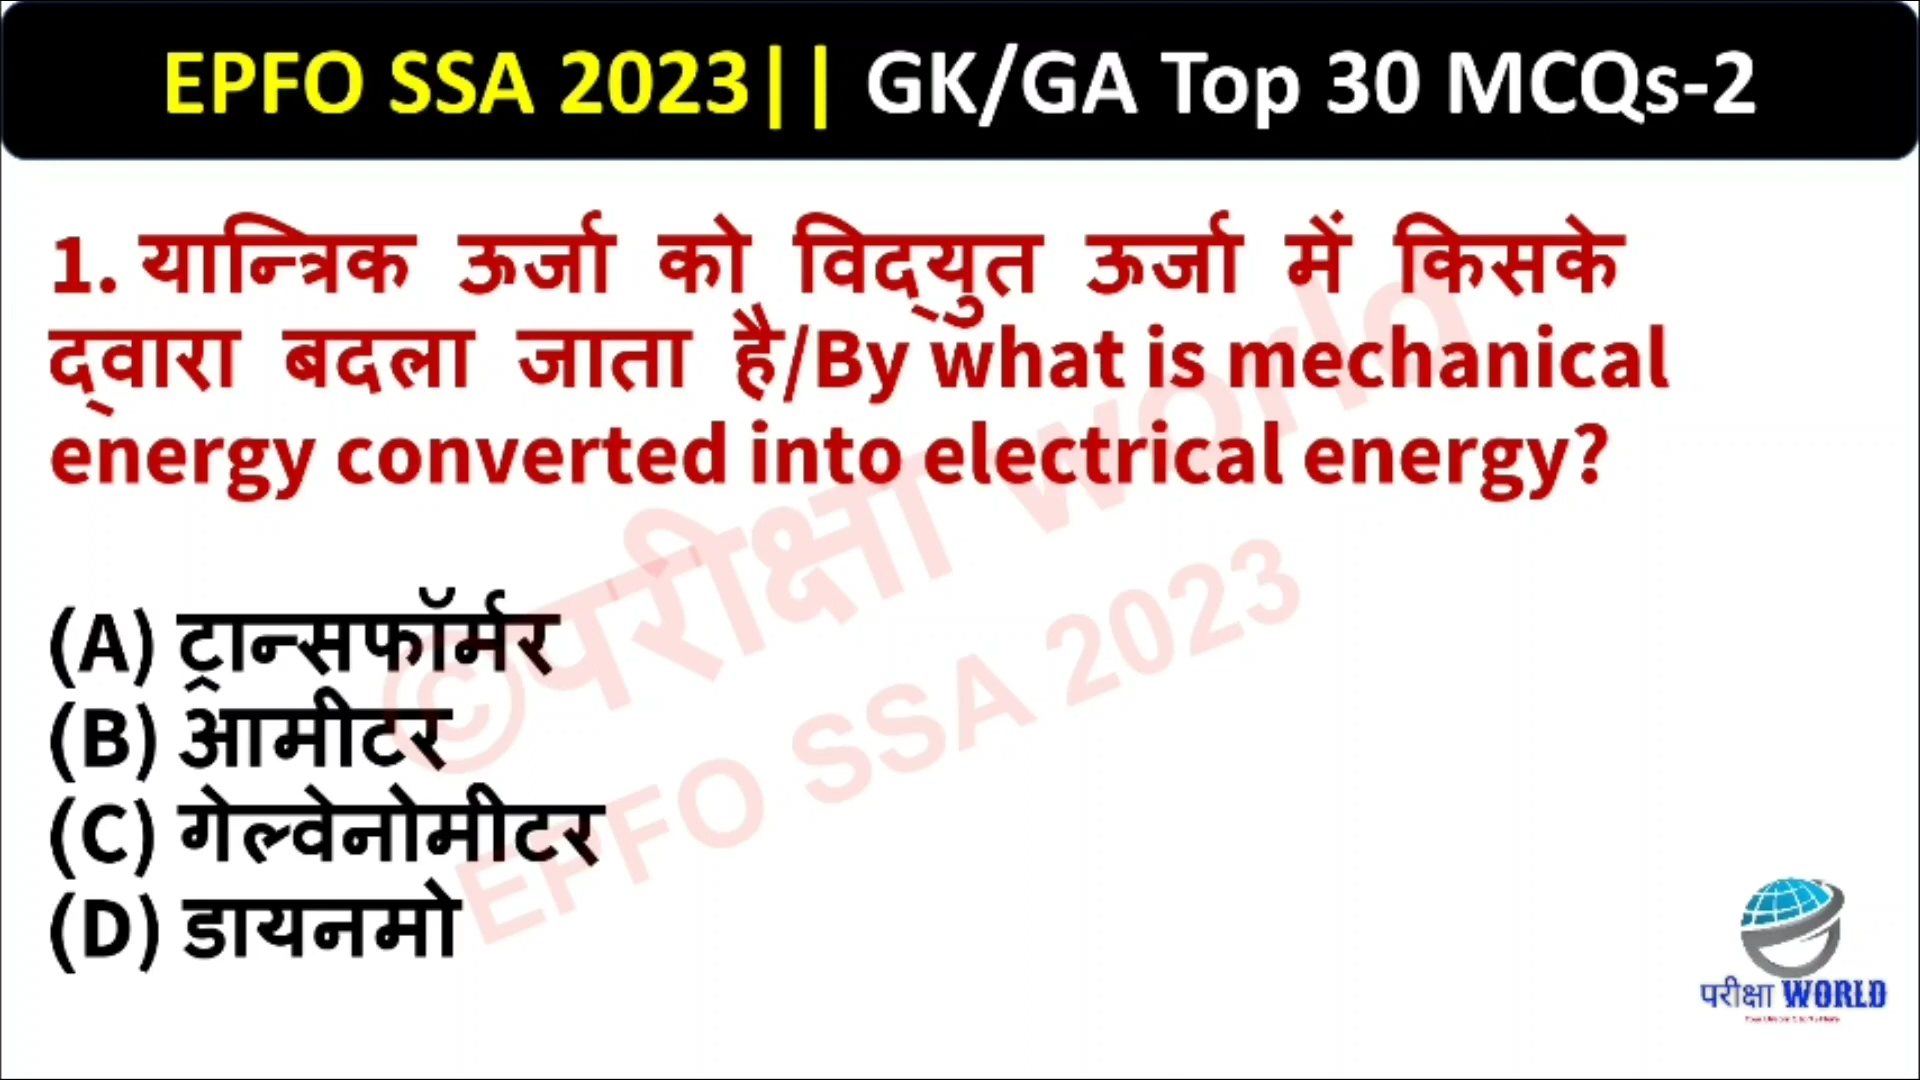 EPFO SSA 2023|| GK/GA Top 30 MCQs-2
1. यान्त्रिक ऊर्जा को विद्युत ऊर्जा में किसके
द्वारा बदला जाता है/By what is mechanical
energy converted into electrical energy?
©परीक्षा world
EPFO SSA 2023
(A) ट्रान्सफॉर्मर
(B) आमीटर
(C) गेल्वेनोमीटर
(D) डायनमो
परीक्षा WORLD